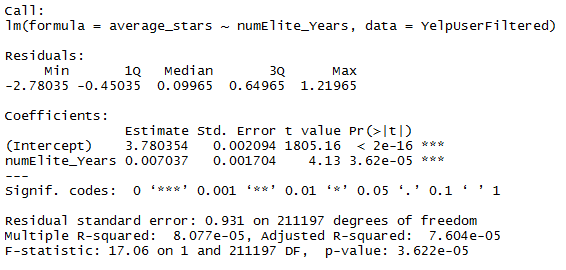 Call:
lm(formula = average_stars ~ numElite_Years, data = YelpUserFiltered)
Residuals:
Min 1Q Median 3Q Max
-2.78035 -0.45035 0.09965 0.64965 1.21965
Coefficients:
Estimate Std. Error t value Pr(>|t|)
(Intercept) 3.780354 0.002094 1805.16 < 2e-16 ***
numElite_Years 0.007037 0.001704 4.13 3.62e-05 ***
---
Signif. codes: 0 ‘***’ 0.001 ‘**’ 0.01 ‘*’ 0.05 ‘.’ 0.1 ‘ ’ 1
Residual standard error: 0.931 on 211197 degrees of freedom
Multiple R-squared: 8.077e-05, Adjusted R-squared: 7.604e-05
F-statistic: 17.06 on 1 and 211197 DF, p-value: 3.622e-05